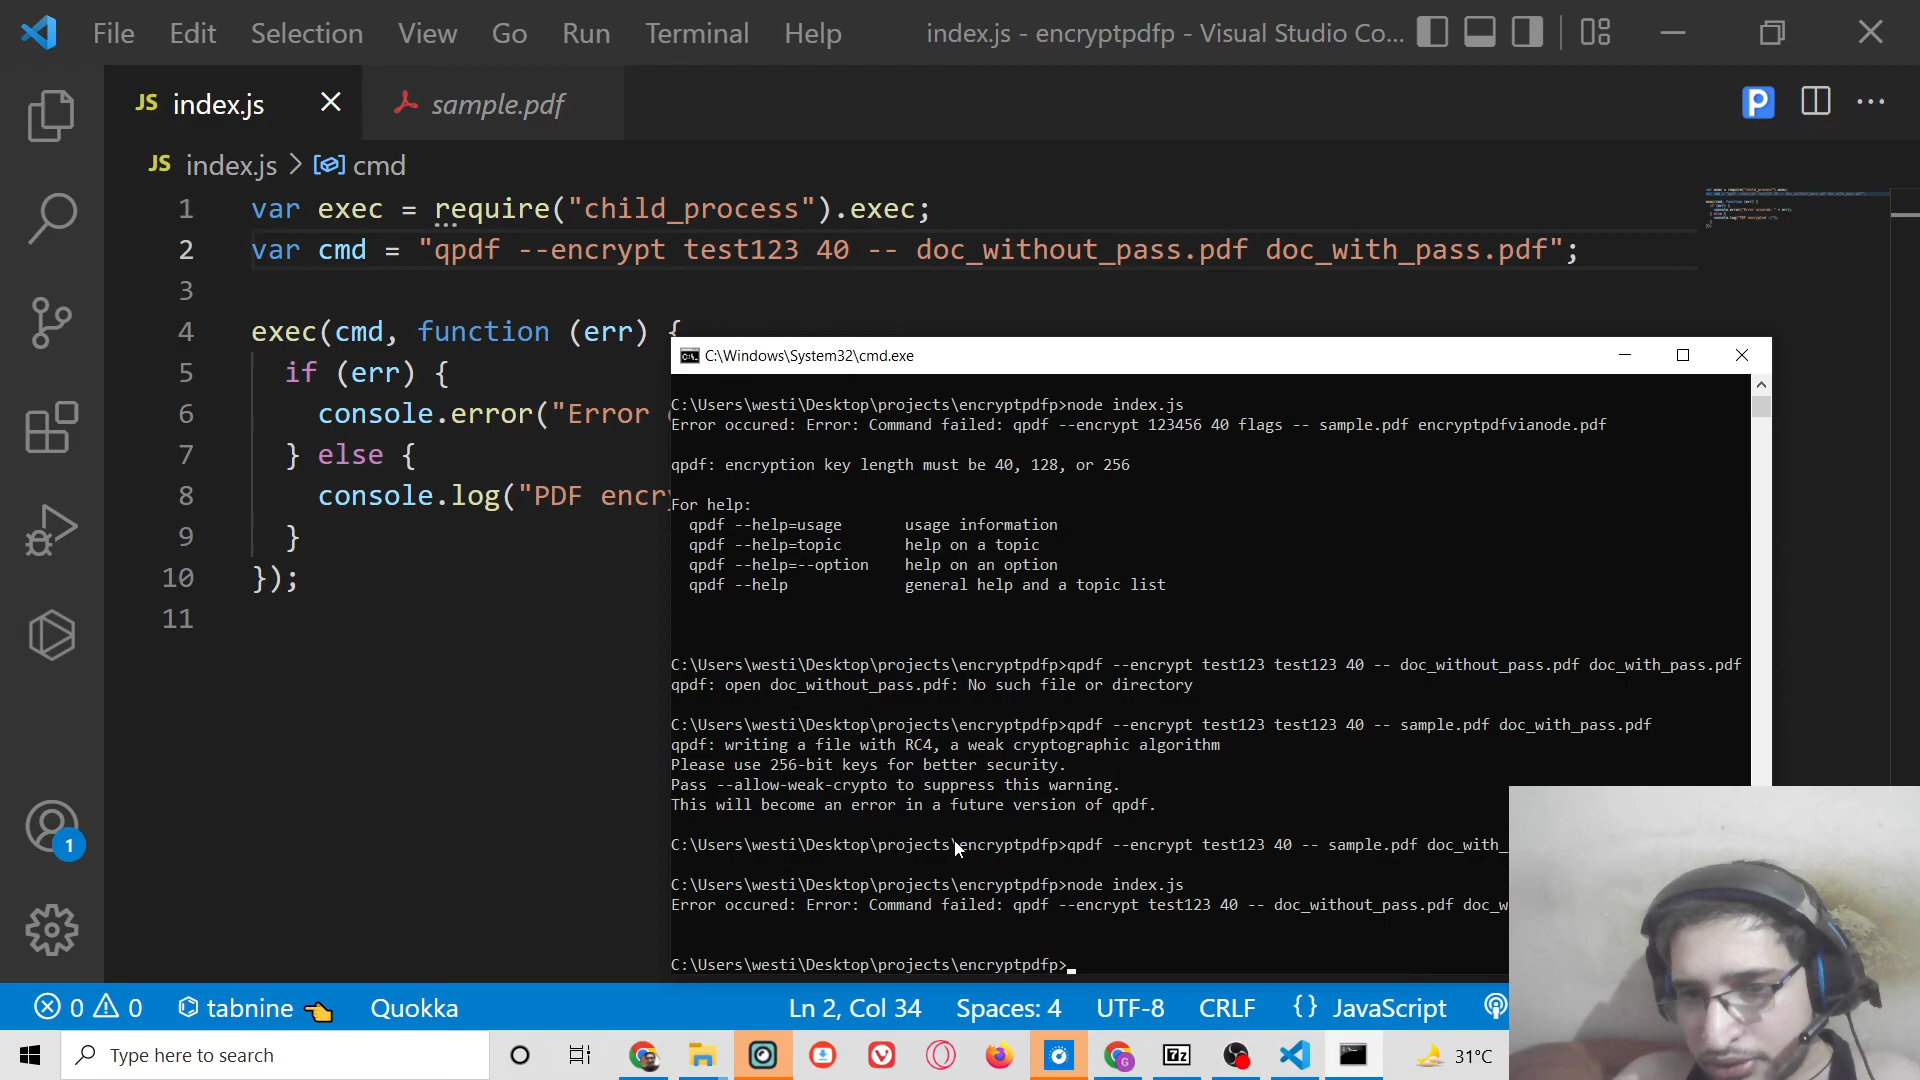 File Edit Selection View Go Run Terminal Help index.js - encryptpdfp - Visual Studio Co...
JS index.js sample.pdf
JS index.js > cmd
1 var exec = require("child_process").exec;
2 var cmd = "qpdf --encrypt test123 40 -- doc_without_pass.pdf doc_with_pass.pdf";
3
4 exec(cmd, function (err) {
5 if (err) {
6 console.error("Error
7 } else {
8 console.log("PDF encry
9 }
10 });
11
C:\Windows\System32\cmd.exe
C:\Users\westi\Desktop\projects\encryptpdfp>node index.js
Error occured: Error: Command failed: qpdf --encrypt 123456 40 flags -- sample.pdf encryptpdfvianode.pdf
qpdf: encryption key length must be 40, 128, or 256
For help:
qpdf --help=usage usage information
qpdf --help=topic help on a topic
qpdf --help=--option help on an option
qpdf --help general help and a topic list
C:\Users\westi\Desktop\projects\encryptpdfp>qpdf --encrypt test123 test123 40 -- doc_without_pass.pdf doc_with_pass.pdf
qpdf: open doc_without_pass.pdf: No such file or directory
C:\Users\westi\Desktop\projects\encryptpdfp>qpdf --encrypt test123 test123 40 -- sample.pdf doc_with_pass.pdf
qpdf: writing a file with RC4, a weak cryptographic algorithm
Please use 256-bit keys for better security.
Pass --allow-weak-crypto to suppress this warning.
This will become an error in a future version of qpdf.
C:\Users\westi\Desktop\projects\encryptpdfp>qpdf --encrypt test123 40 -- sample.pdf doc_with_
C:\Users\westi\Desktop\projects\encryptpdfp>node index.js
Error occured: Error: Command failed: qpdf --encrypt test123 40 -- doc_without_pass.pdf doc_w
C:\Users\westi\Desktop\projects\encryptpdfp>
1
0 0 tabnine Quokka Ln 2, Col 34 Spaces: 4 UTF-8 CRLF {} JavaScript
Type here to search 31°C